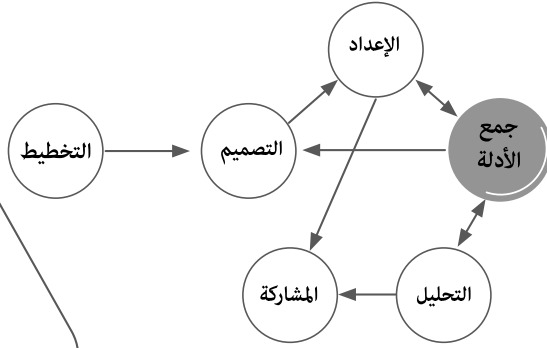 الإعداد
جمع
الأدلة
التصميم
التخطيط
التحليل
المشاركة